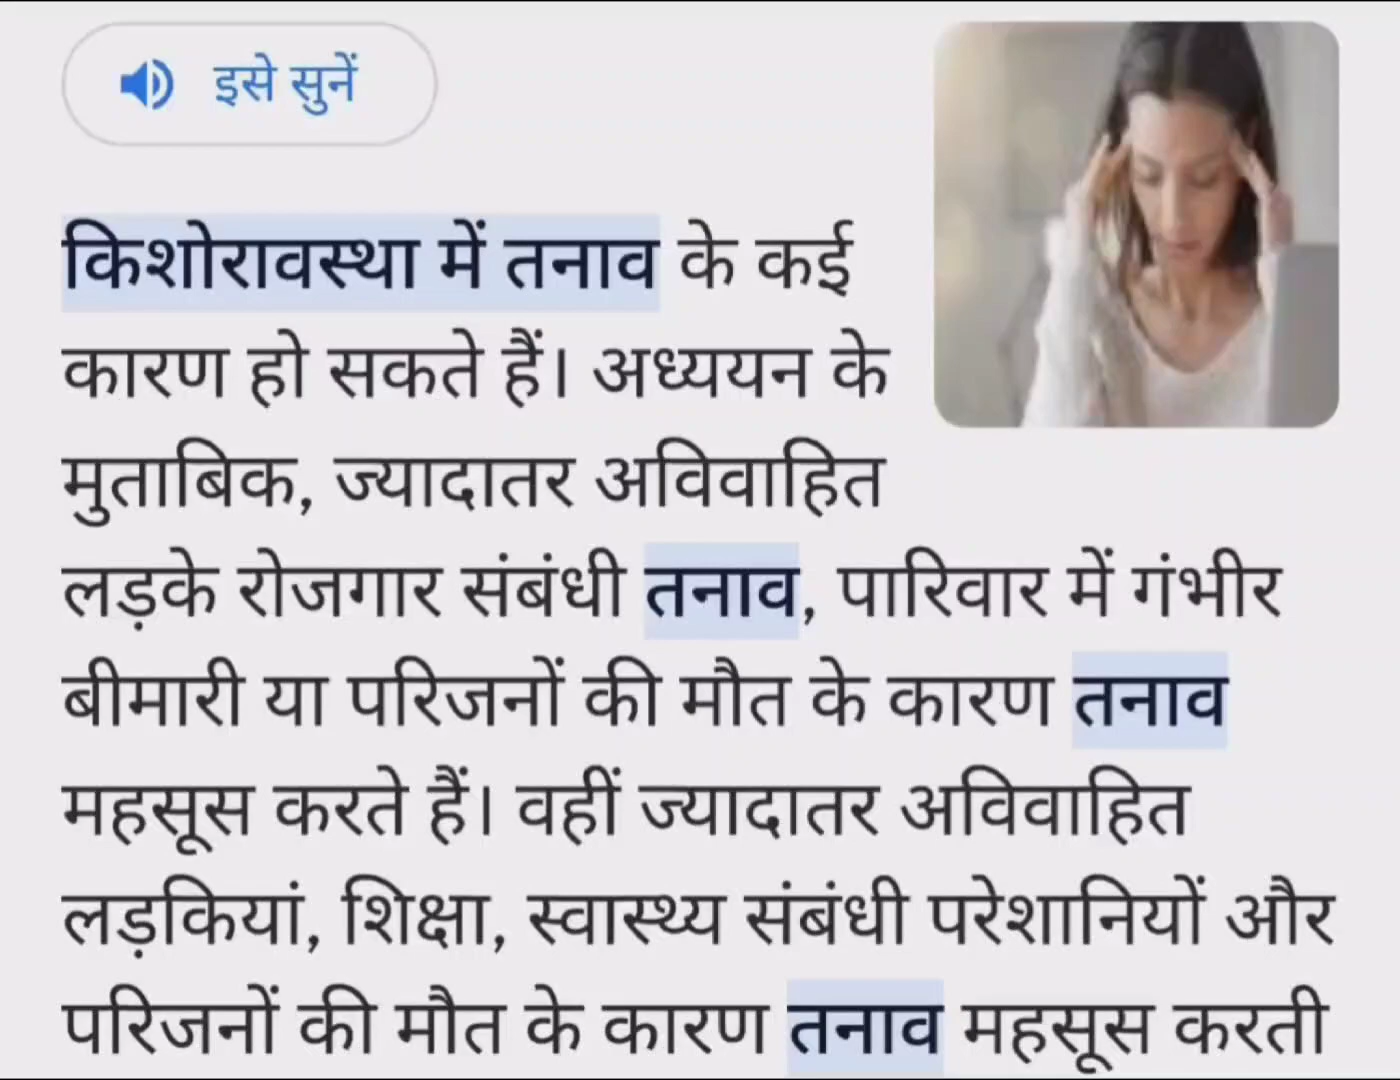 इसे सुनें
किशोरावस्था में तनाव के कई
कारण हो सकते हैं। अध्ययन के
मुताबिक, ज्यादातर अविवाहित
लड़के रोजगार संबंधी तनाव, पारिवार में गंभीर
बीमारी या परिजनों की मौत के कारण तनाव
महसूस करते हैं। वहीं ज्यादातर अविवाहित
लड़कियां, शिक्षा, स्वास्थ्य संबंधी परेशानियों और
परिजनों की मौत के कारण तनाव महसूस करती